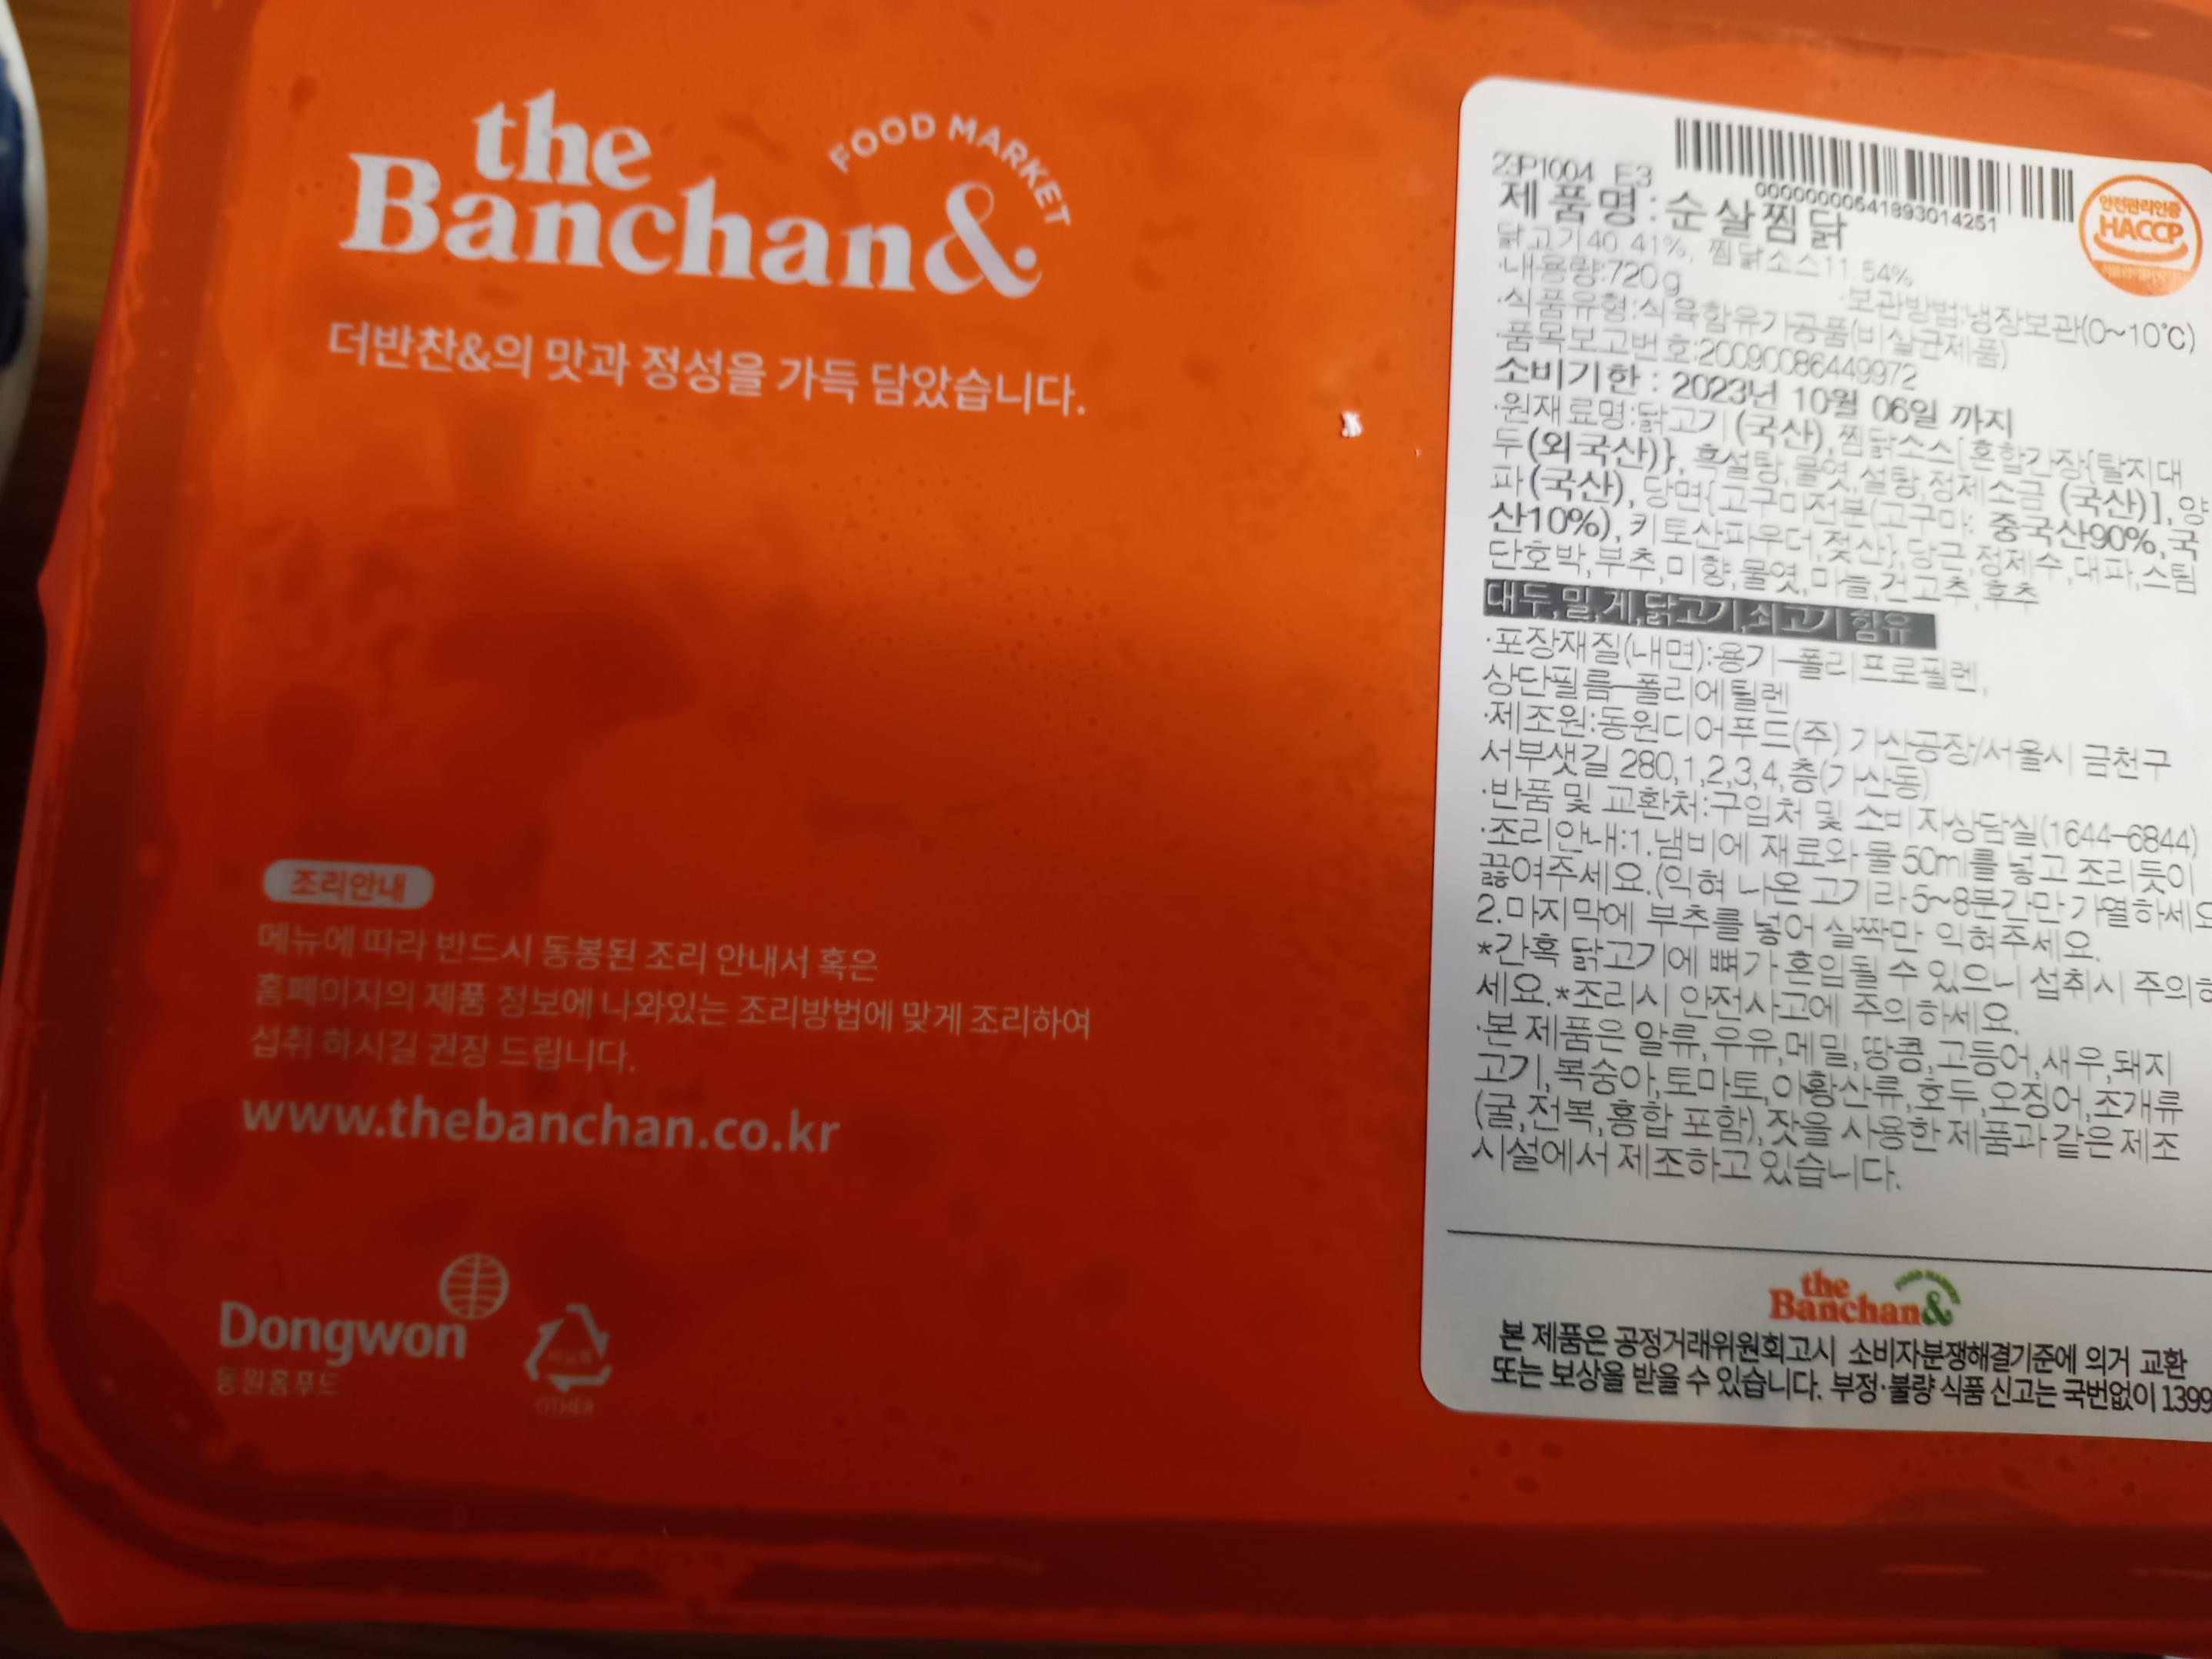 the
Banchan&
FOOD MARKET
더반찬&의 맛과 정성을 가득 담았습니다.
조리안내
메뉴에 따라 반드시 동봉된 조리 안내서 혹은
홈페이지의 제품 정보에 나와있는 조리방법에 맞게 조리하여
섭취 하시길 권장 드립니다.
www.thebanchan.co.kr
Dongwon
동원홈푸드
OTHER
23P1004 E3
0000000541893014251
안전관리인증
HACCP
제품명:순살찜닭
닭고기40.41%, 찜닭소스11.54%
·내용량:720g ·보관방법:냉장보관(0~10℃)
·식품유형:식육함유가공품(비살균제품)
·품목보고번호:20090086449972
소비기한 : 2023년 10월 06일 까지
·원재료명:닭고기(국산),찜닭소스[혼합간장{탈지대
두(외국산)},흑설탕,물엿,설탕,정제소금 (국산)],양
파(국산),당면{고구마전분(고구마: 중국산90%,국
산10%),키토산파우더,젖산},당근,정제수,대파,스팀
단호박,부추,미향,물엿,마늘,건고추,후추
대두,밀,게,닭고기,쇠고기 함유
·포장재질(내면):용기-폴리프로필렌,
상단필름-폴리에틸렌
·제조원:동원디어푸드(주) 가산공장/서울시 금천구
서부샛길 280,1,2,3,4,층(가산동)
·반품 및 교환처:구입처 및 소비자상담실(1644-6844)
·조리안내:1.냄비에 재료와 물 50ml를 넣고 조리듯이
끓여주세요.(익혀 나온 고기라 5~8분간만 가열하세요
2.마지막에 부추를 넣어 살짝만 익혀주세요.
*간혹 닭고기에 뼈가 혼입될 수 있으니 섭취시 주의하
세요.*조리시 안전사고에 주의하세요.
·본 제품은 알류,우유,메밀,땅콩,고등어,새우,돼지
고기,복숭아,토마토,아황산류,호두,오징어,조개류
(굴,전복,홍합 포함),잣을 사용한 제품과 같은 제조
시설에서 제조하고 있습니다.
the
Banchan&
FOOD MARKET
본 제품은 공정거래위원회고시 소비자분쟁해결기준에 의거 교환
또는 보상을 받을 수 있습니다. 부정·불량 식품 신고는 국번없이 1399